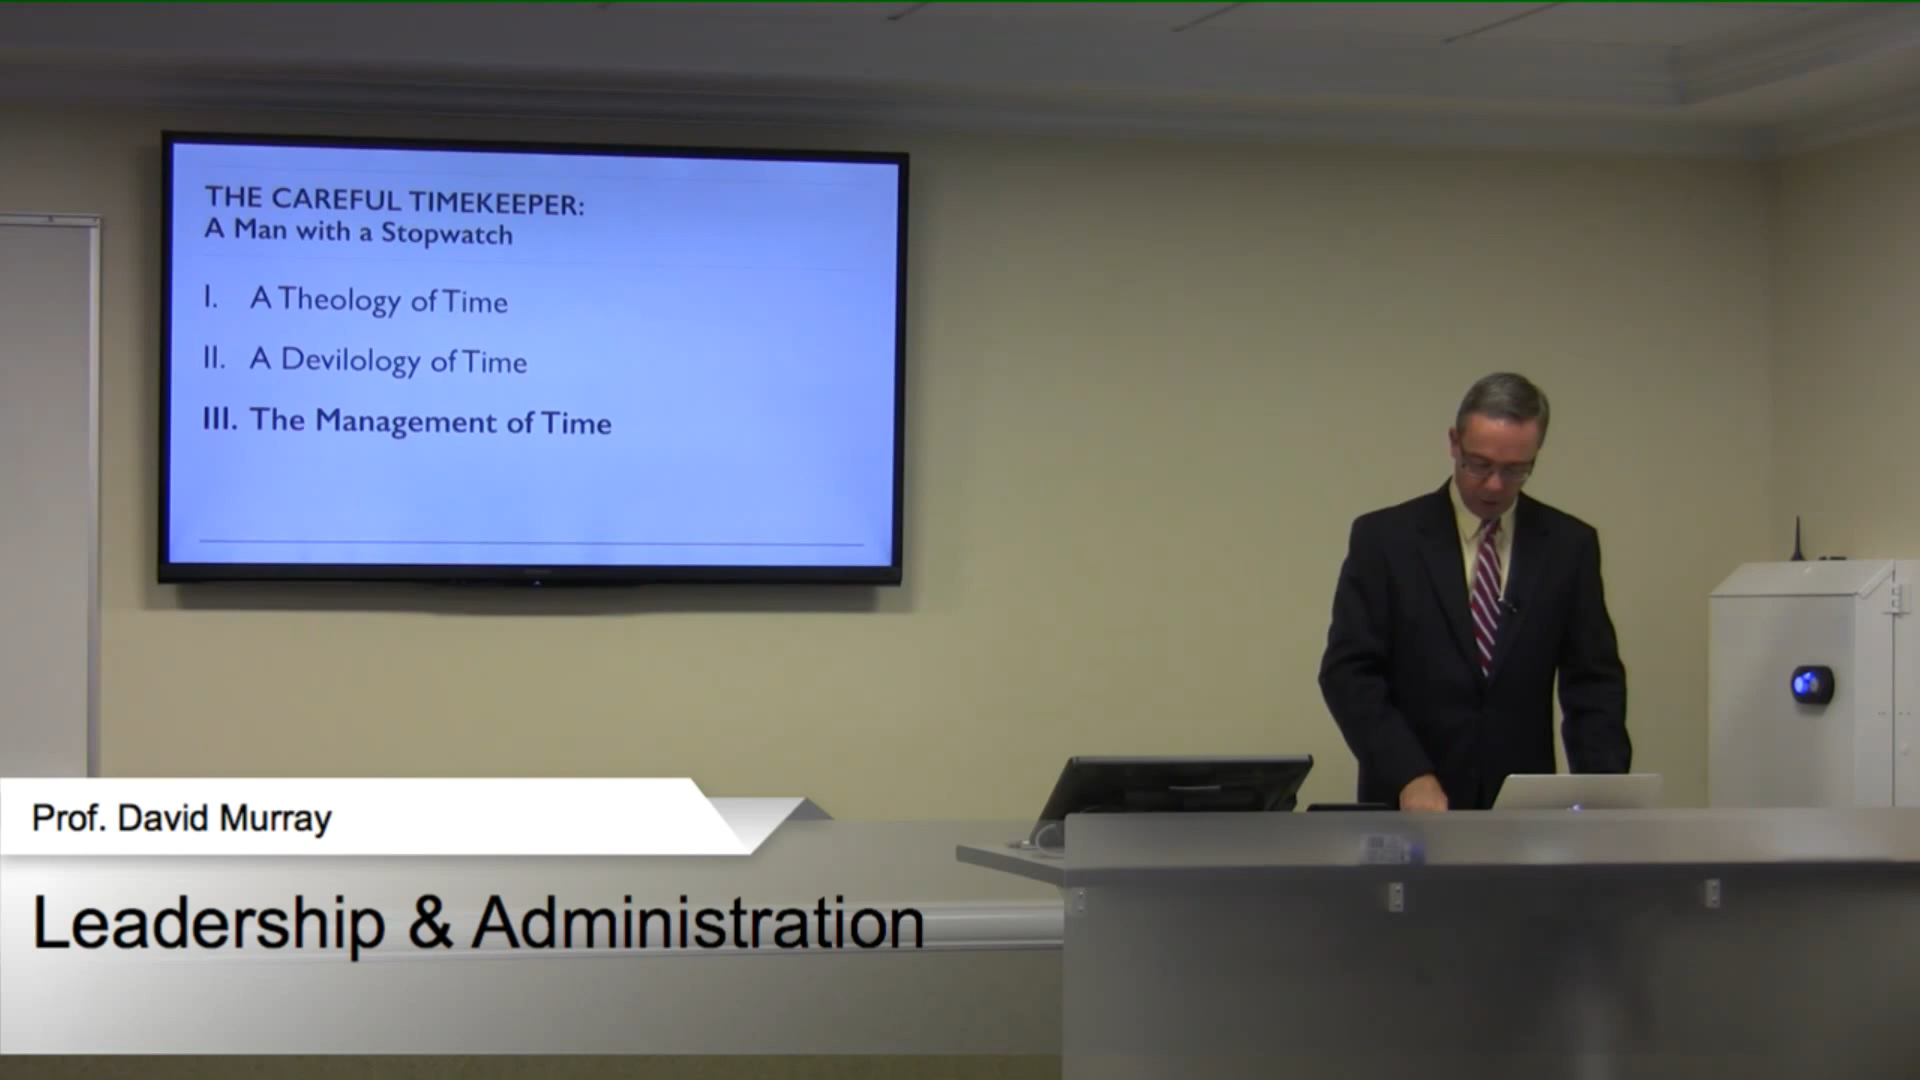 THE CAREFUL TIMEKEEPER:
A Man with a Stopwatch
I. A Theology of Time
II. A Devilology of Time
III. The Management of Time
Prof. David Murray
Leadership & Administration